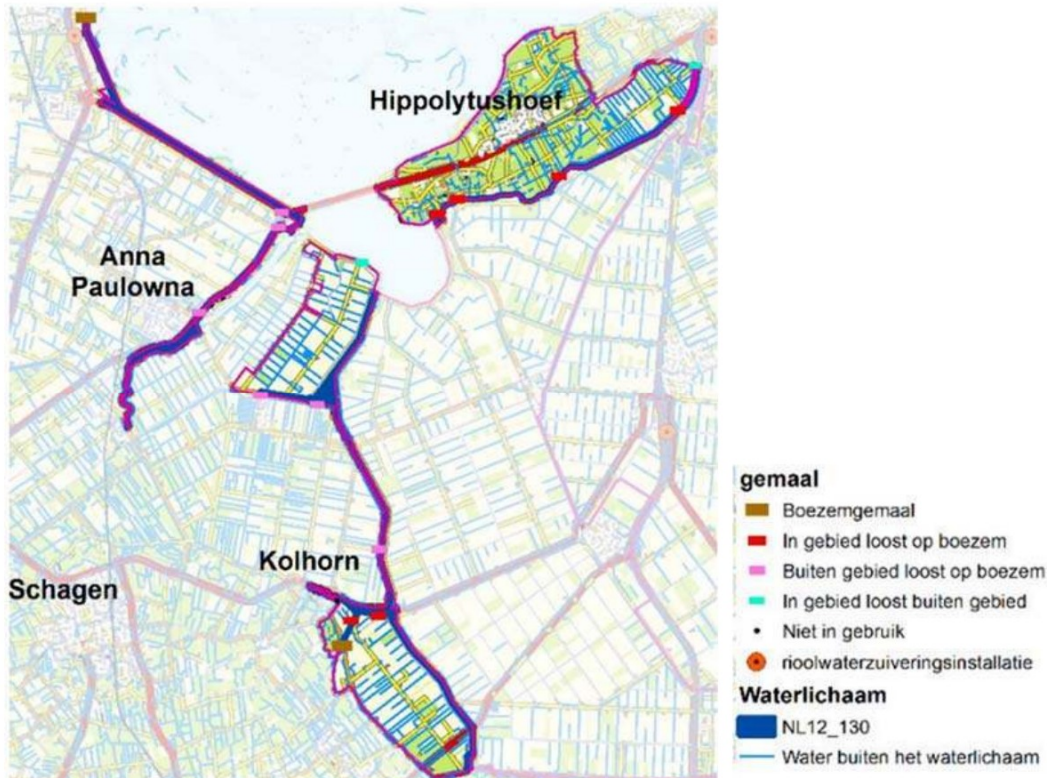 Hippolytushoef
Anna
Paulowna
Kolhorn
Schagen
gemaal
Boezemgemaal
In gebied loost op boezem
Buiten gebied loost op boezem
In gebied loost buiten gebied
Niet in gebruik
rioolwaterzuiveringsinstallatie
Waterlichaam
NL12_130
Water buiten het waterlichaam